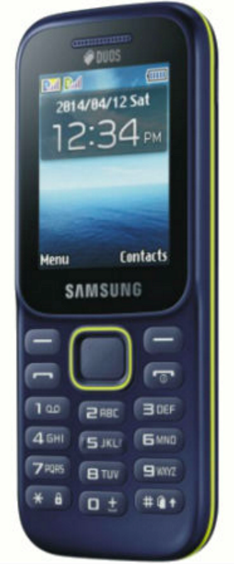 DUOS
2014/04/12 Sat
12:34 PM
Menu Contacts
SAMSUNG
1 2 ABC 3 DEF
4 GHI 5 JKL 6 MNO
7 PQRS 8 TUV 9 WXYZ
* 0 + #